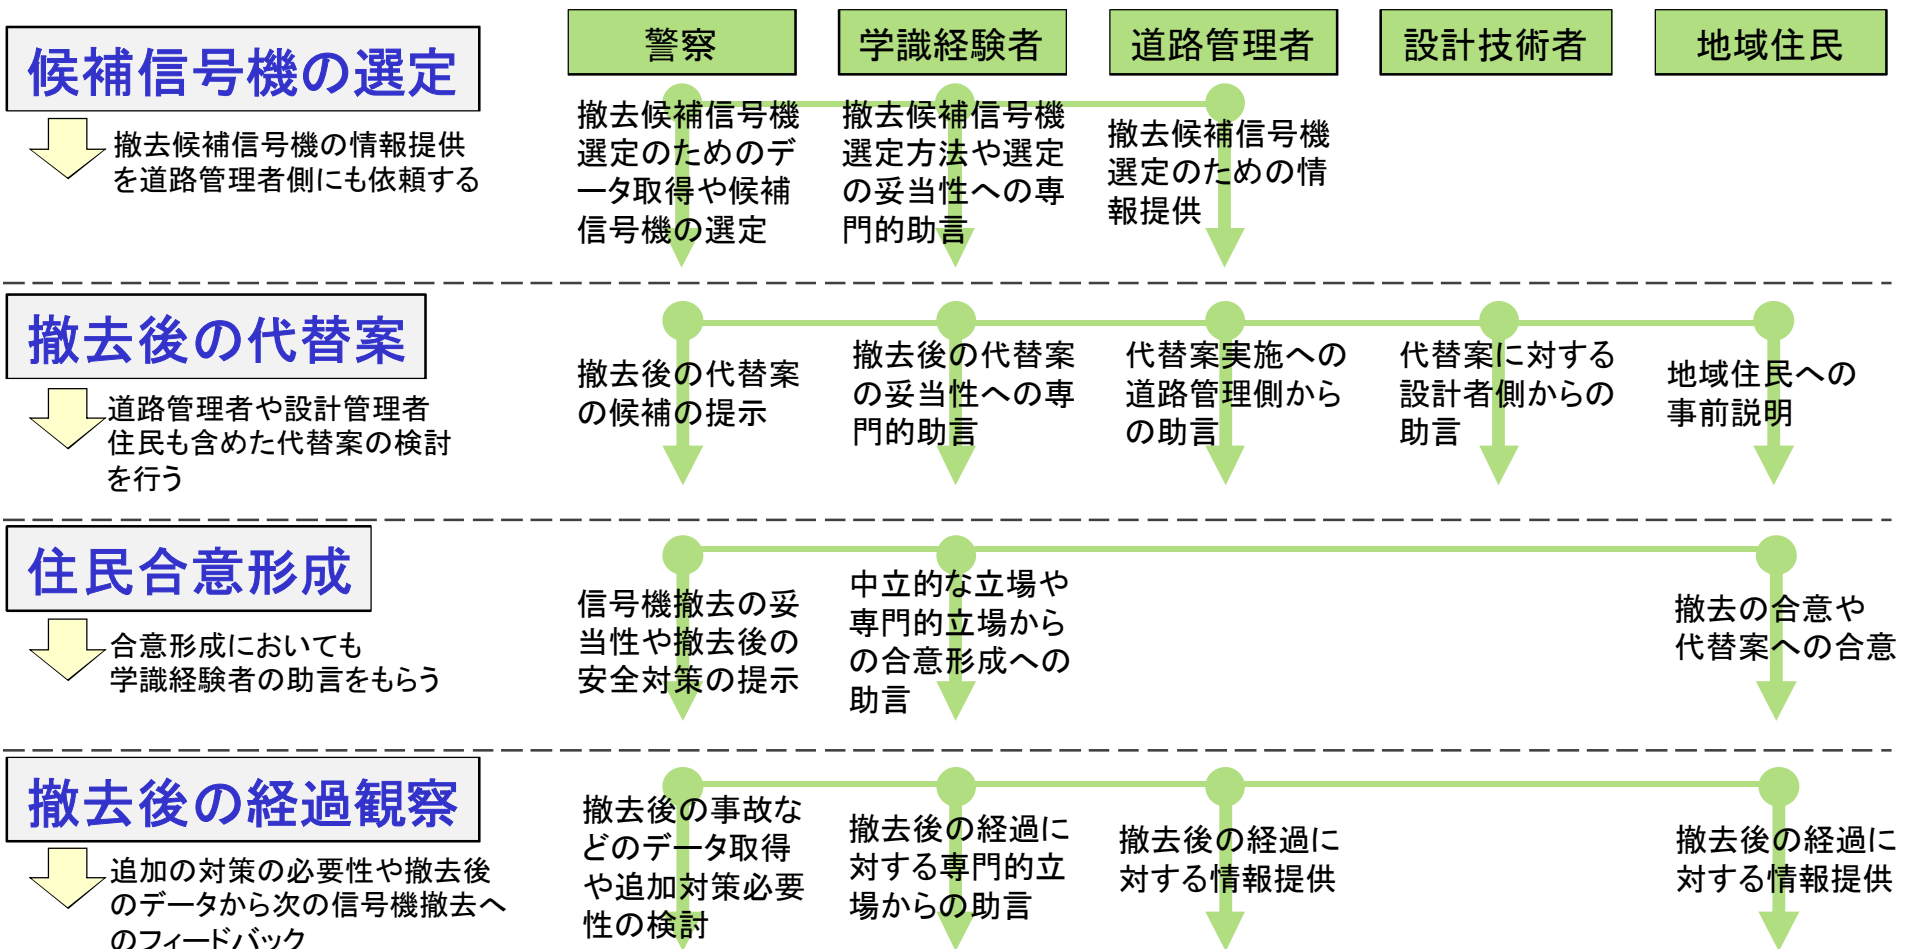 警察
学識経験者
道路管理者
設計技術者
地域住民
候補信号機の選定
撤去候補信号機の情報提供
を道路管理者側にも依頼する
撤去候補信号機
選定のためのデ
ータ取得や候補
信号機の選定
撤去候補信号機
選定方法や選定
の妥当性への専
門的助言
撤去候補信号機
選定のための情
報提供
撤去後の代替案
道路管理者や設計管理者
住民も含めた代替案の検討
を行う
撤去後の代替案
の候補の提示
撤去後の代替案
の妥当性への専
門的助言
代替案実施への
道路管理側から
の助言
代替案に対する
設計者側からの
助言
地域住民への
事前説明
住民合意形成
合意形成においても
学識経験者の助言をもらう
信号機撤去の妥
当性や撤去後の
安全対策の提示
中立的な立場や
専門的立場から
の合意形成への
助言
撤去の合意や
代替案への合意
撤去後の経過観察
追加の対策の必要性や撤去後
のデータから次の信号機撤去へ
のフィードバック
撤去後の事故な
どのデータ取得
や追加対策必要
性の検討
撤去後の経過に
対する専門的立
場からの助言
撤去後の経過に
対する情報提供
撤去後の経過に
対する情報提供